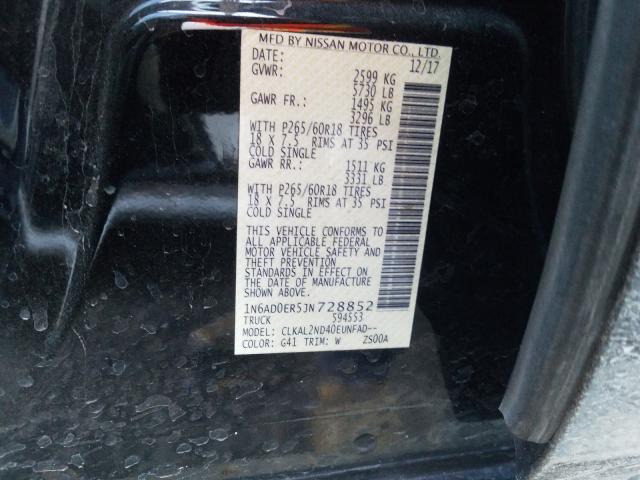 MFD BY NISSAN MOTOR CO., LTD.
DATE: 12/17
GVWR: 2599 KG
5730 LB
GAWR FR.: 1495 KG
3296 LB
WITH P265/60R18 TIRES
18 X 7.5 RIMS AT 35 PSI
COLD SINGLE
GAWR RR.: 1511 KG
3331 LB
WITH P265/60R18 TIRES
18 X 7.5 RIMS AT 35 PSI
COLD SINGLE
THIS VEHICLE CONFORMS TO
ALL APPLICABLE FEDERAL
MOTOR VEHICLE SAFETY AND
THEFT PREVENTION
STANDARDS IN EFFECT ON
THE DATE OF MANUFACTURE
SHOWN ABOVE.
1N6AD0ER5JN728852
TRUCK 594553
MODEL: CLKAL2ND40EUNFAD--
COLOR: G41 TRIM: W ZS00A